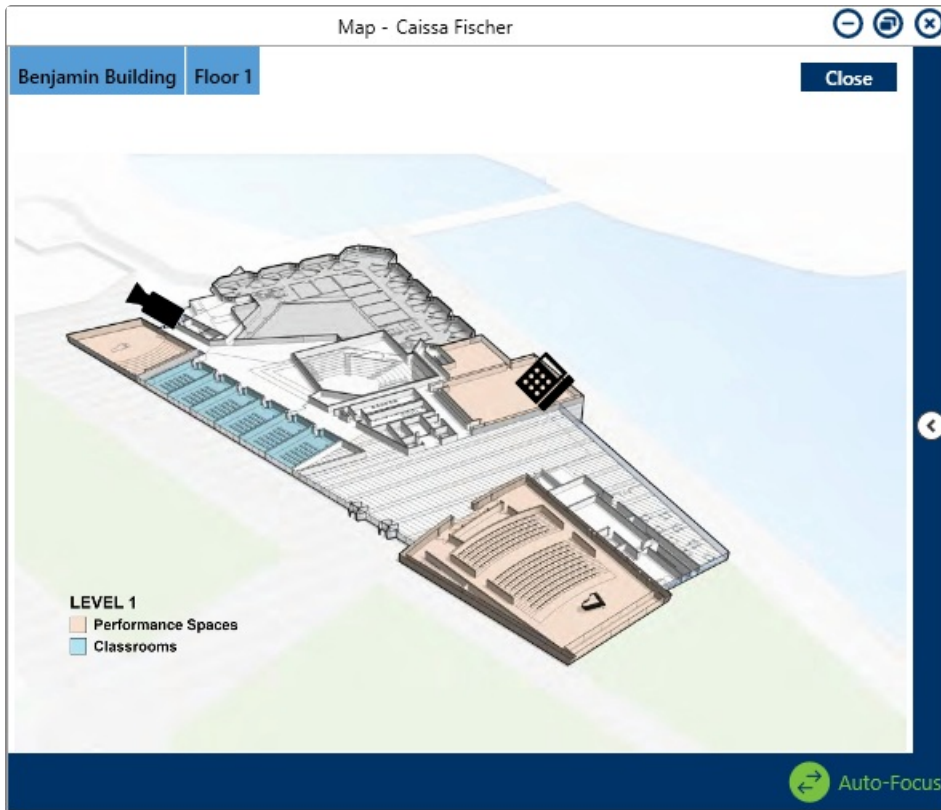 Map - Caissa Fischer
Benjamin Building Floor 1
Close
LEVEL 1
Performance Spaces
Classrooms
Auto-Focus